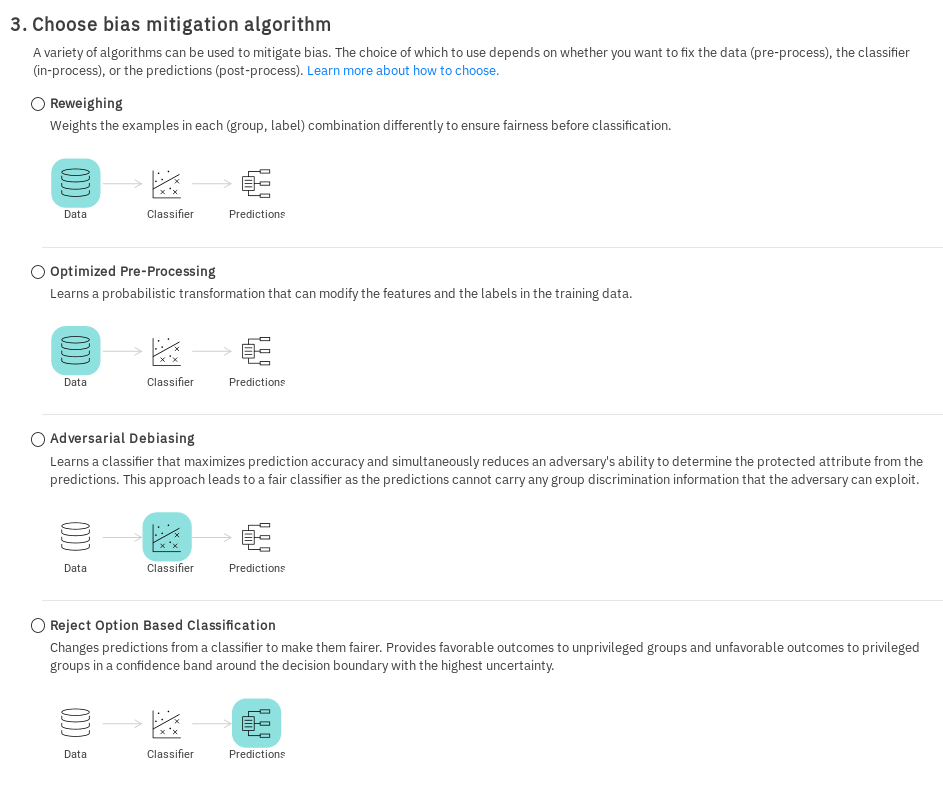 3. Choose bias mitigation algorithm
A variety of algorithms can be used to mitigate bias. The choice of which to use depends on whether you want to fix the data (pre-process), the classifier
(in-process), or the predictions (post-process). Learn more about how to choose.
Reweighing
Weights the examples in each (group, label) combination differently to ensure fairness before classification.
Data Classifier Predictions
Optimized Pre-Processing
Learns a probabilistic transformation that can modify the features and the labels in the training data.
Data Classifier Predictions
Adversarial Debiasing
Learns a classifier that maximizes prediction accuracy and simultaneously reduces an adversary's ability to determine the protected attribute from the
predictions. This approach leads to a fair classifier as the predictions cannot carry any group discrimination information that the adversary can exploit.
Data Classifier Predictions
Reject Option Based Classification
Changes predictions from a classifier to make them fairer. Provides favorable outcomes to unprivileged groups and unfavorable outcomes to privileged
groups in a confidence band around the decision boundary with the highest uncertainty.
Data Classifier Predictions